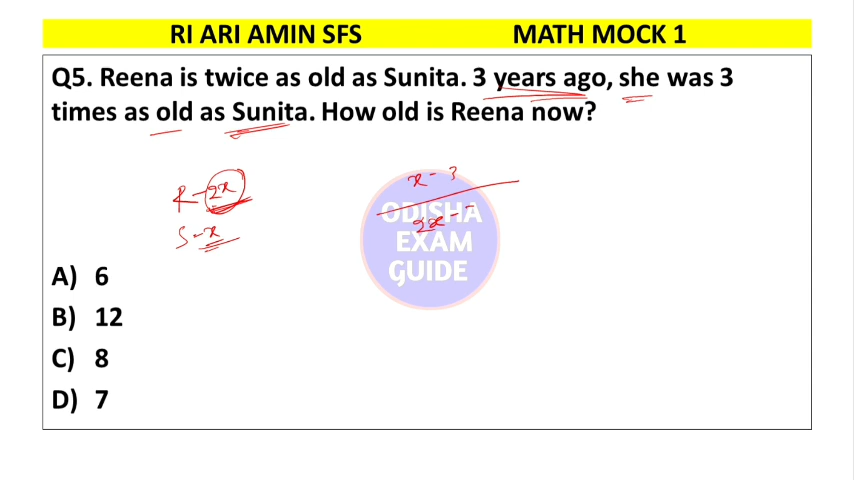 RI ARI AMIN SFS MATH MOCK 1
Q5. Reena is twice as old as Sunita. 3 years ago, she was 3
times as old as Sunita. How old is Reena now?
R - 2x
S - x
x - 3
2x -
ODISHA
EXAM
GUIDE
A) 6
B) 12
C) 8
D) 7